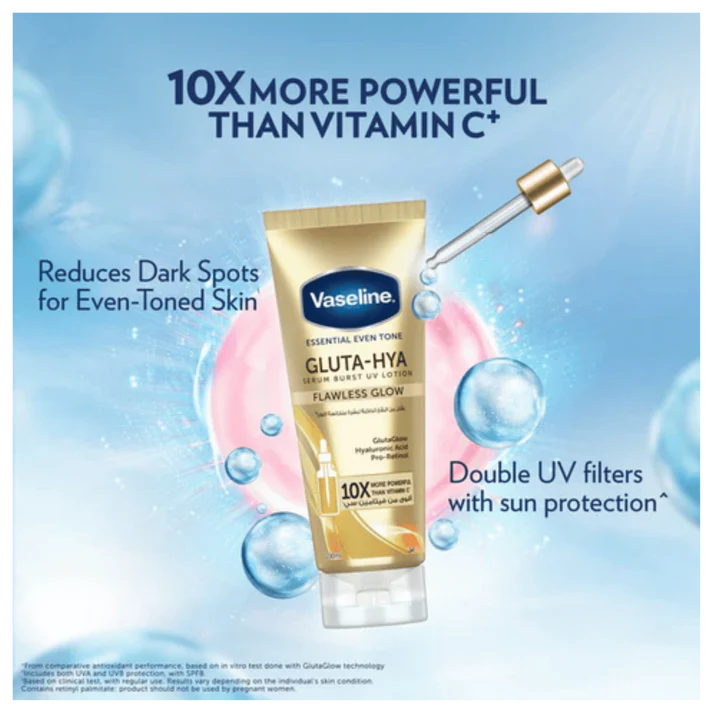 10X MORE POWERFUL
THAN VITAMIN C⁺
Reduces Dark Spots
for Even-Toned Skin
Vaseline.
ESSENTIAL EVEN TONE
GLUTA-HYA
SERUM BURST UV LOTION
FLAWLESS GLOW
GlutaGlow
Hyaluronic Acid
Pro-Retinol
10X MORE POWERFUL
THAN VITAMIN C
أقوى من فيتامين سي
Double UV filters
with sun protection^
From comparative antioxidant performance, based on in vitro test done with GlutaGlow technology
Includes both UVA and UVB protection, with SPF8.
Based on clinical test, with regular use. Results vary depending on the individual's skin condition.
Contains retinyl palmitate: product should not be used by pregnant women.